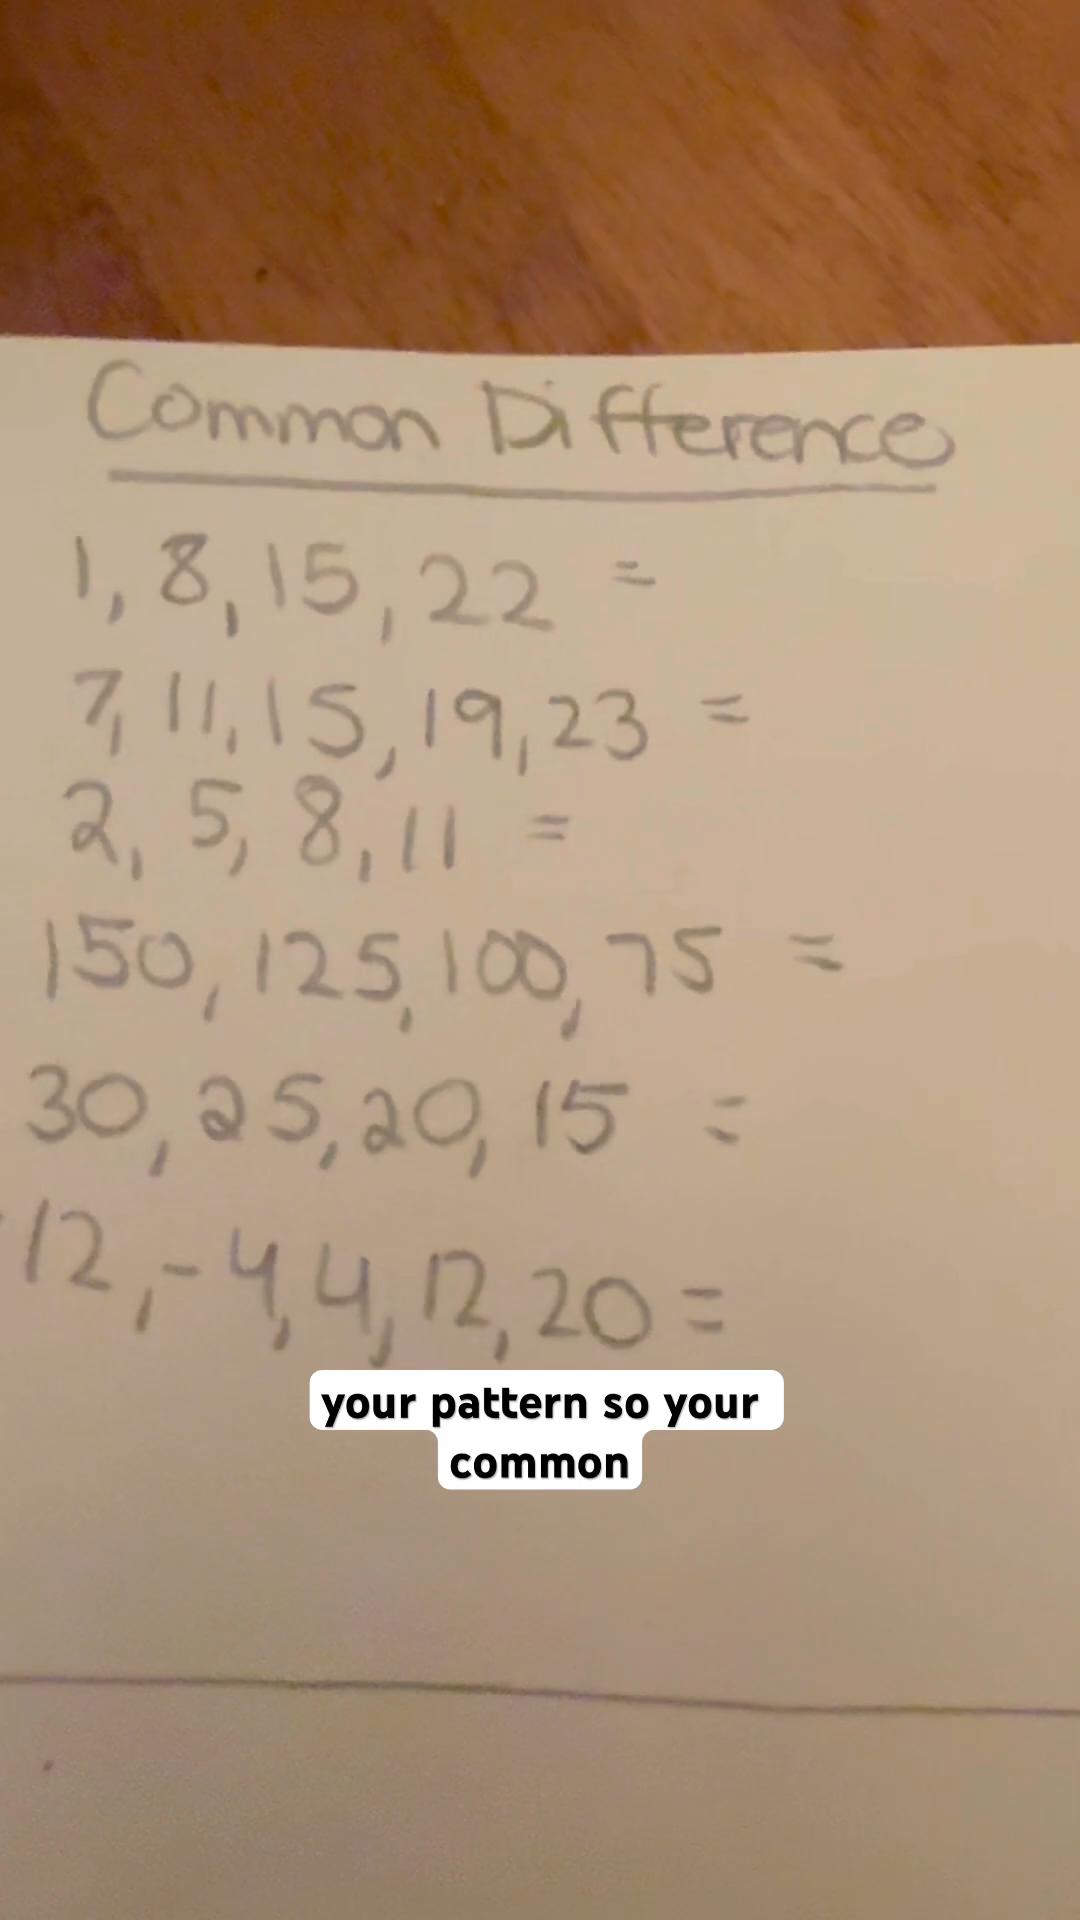 Common Difference
1, 8, 15, 22 =
7, 11, 15, 19, 23 =
2, 5, 8, 11 =
150, 125, 100, 75 =
30, 25, 20, 15 =
-12, -4, 4, 12, 20 =
your pattern so your
common